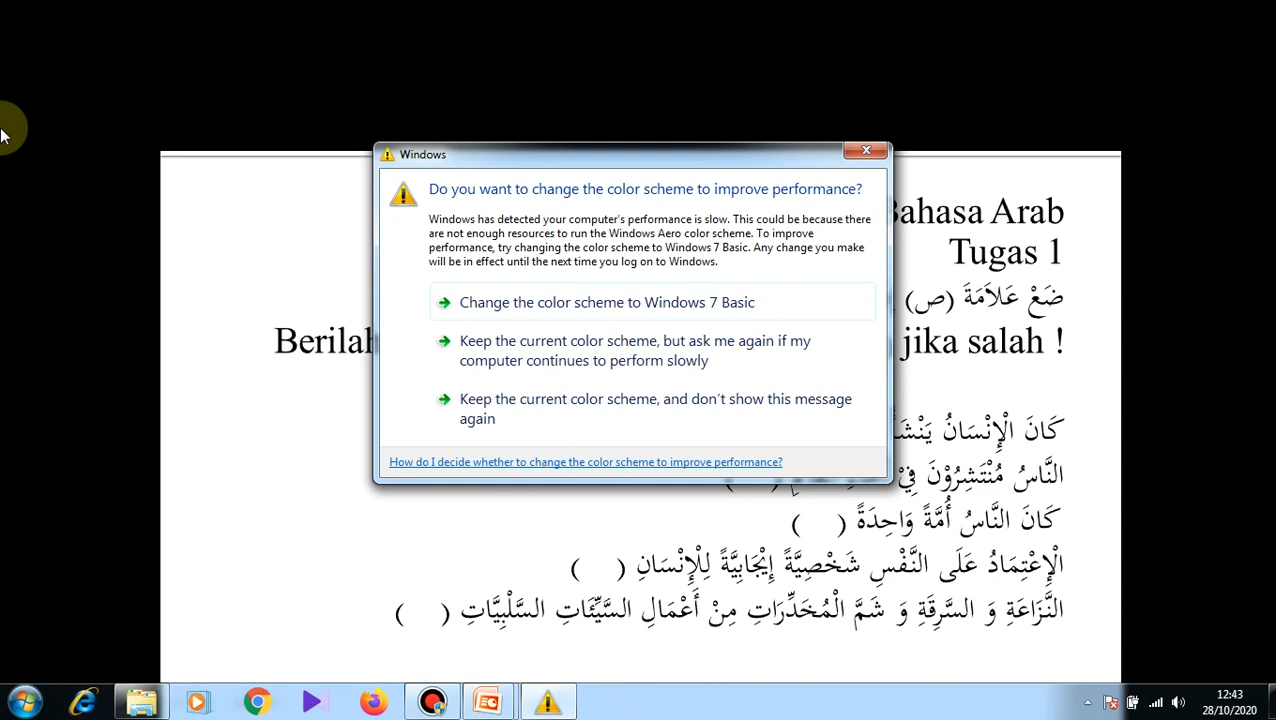 Windows
Do you want to change the color scheme to improve performance?
Windows has detected your computer's performance is slow. This could be because there
are not enough resources to run the Windows Aero color scheme. To improve
performance, try changing the color scheme to Windows 7 Basic. Any change you make
will be in effect until the next time you log on to Windows.
Change the color scheme to Windows 7 Basic
Keep the current color scheme, but ask me again if my
computer continues to perform slowly
Keep the current color scheme, and don't show this message
again
How do I decide whether to change the color scheme to improve performance?
Bahasa Arab
Tugas 1
ضَعْ عَلاَمَةَ (ص)
jika salah !
كَانَ الْإِنْسَانُ
النَّاسُ مُنْتَشِرُوْنَ فِيْ
كَانَ النَّاسُ أُمَّةً وَاحِدَةً (   )
الْإِعْتِمَادُ عَلَى النَّفْسِ شَخْصِيَّةً إِيْجَابِيَّةً لِلْإِنْسَانِ (   )
النَّزَاعَةِ وَ السَّرِقَةِ وَ شَمَّ الْمُخَدِّرَاتِ مِنْ أَعْمَالِ السَّيِّئَاتِ السَّلْبِيَّاتِ (   )
12:43
28/10/2020